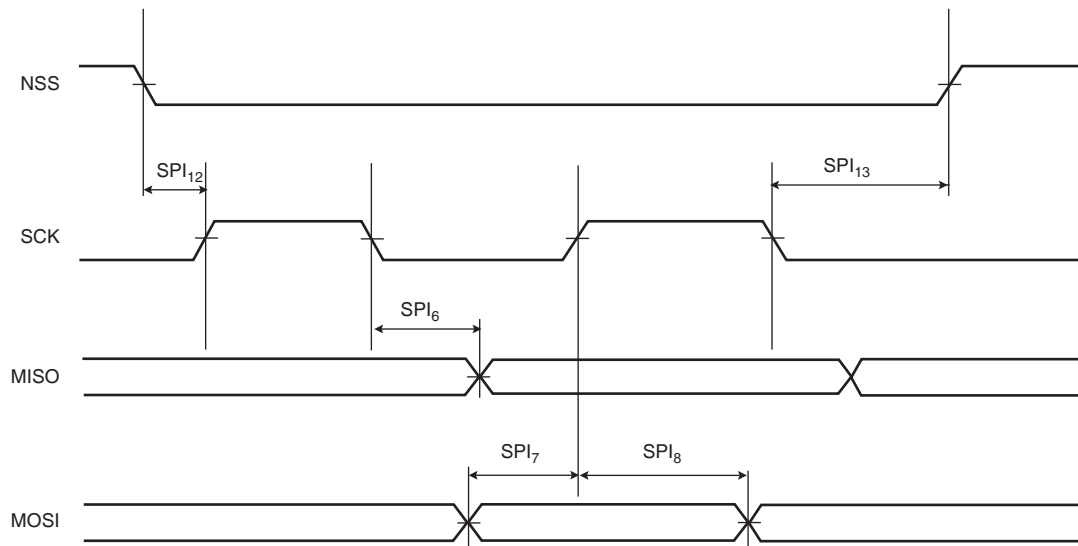 NSS
SPI₁₂
SPI₁₃
SCK
SPI₆
MISO
SPI₇
SPI₈
MOSI